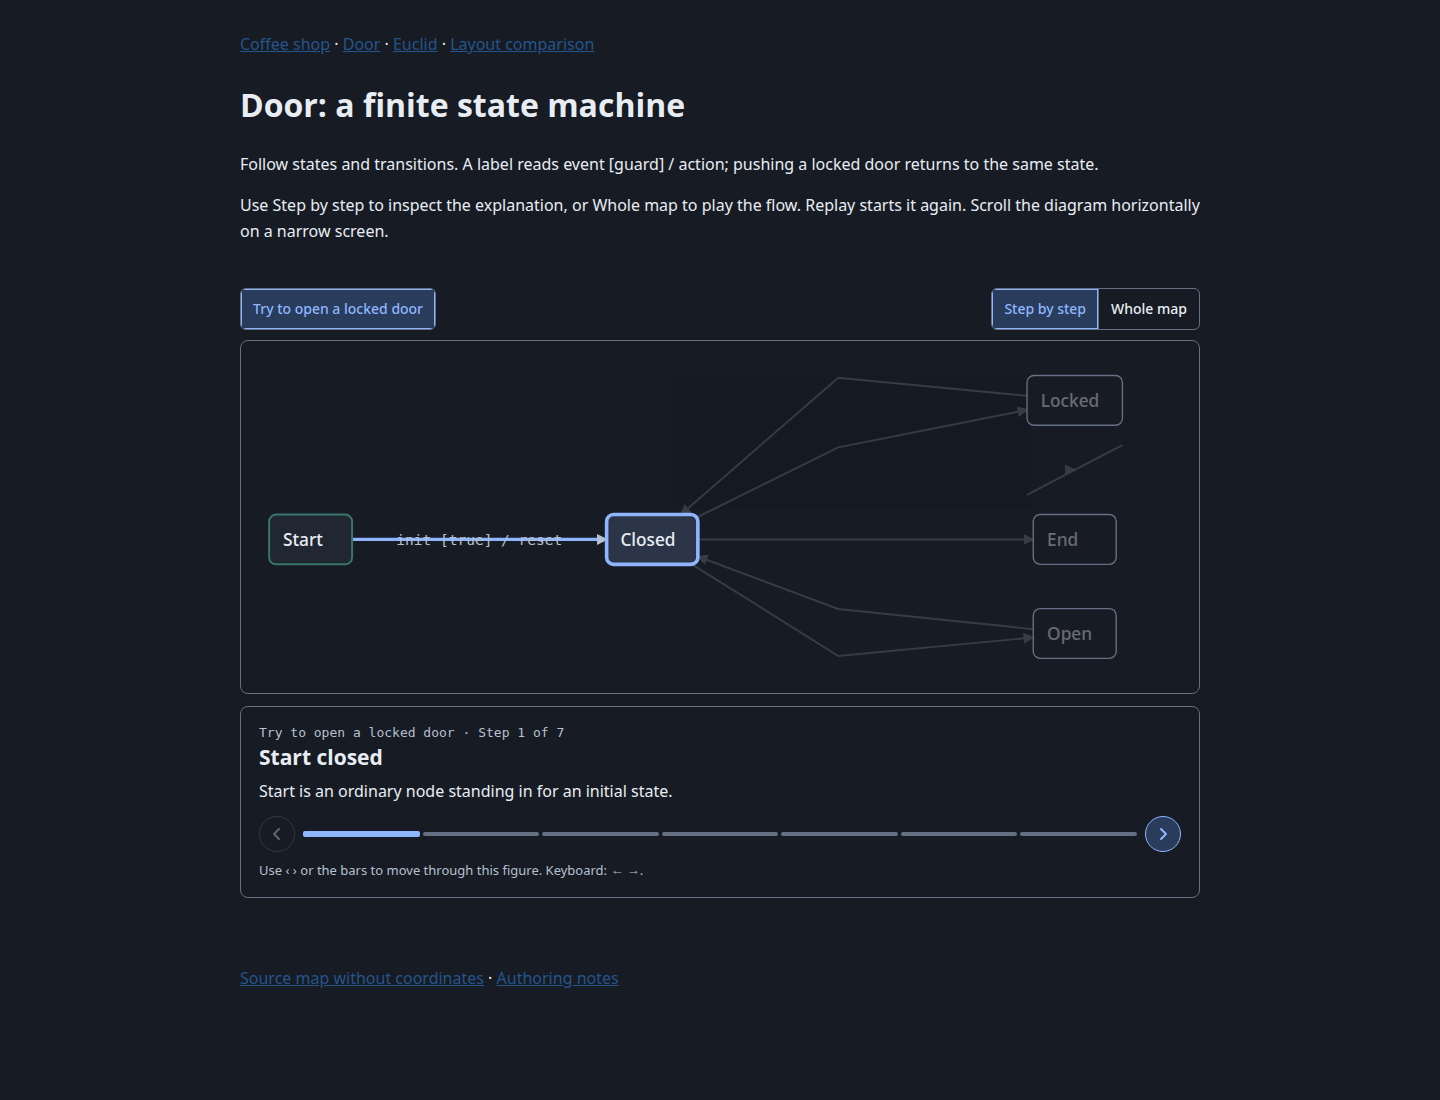 Coffee shop · Door · Euclid · Layout comparison
Door: a finite state machine
Follow states and transitions. A label reads event [guard] / action; pushing a locked door returns to the same state.
Use Step by step to inspect the explanation, or Whole map to play the flow. Replay starts it again. Scroll the diagram horizontally
on a narrow screen.
Try to open a locked door
Step by step
Whole map
Locked
Start
init [true] / reset
Closed
End
Open
Try to open a locked door · Step 1 of 7
Start closed
Start is an ordinary node standing in for an initial state.
Use ‹ › or the bars to move through this figure. Keyboard: ← →.
Source map without coordinates · Authoring notes